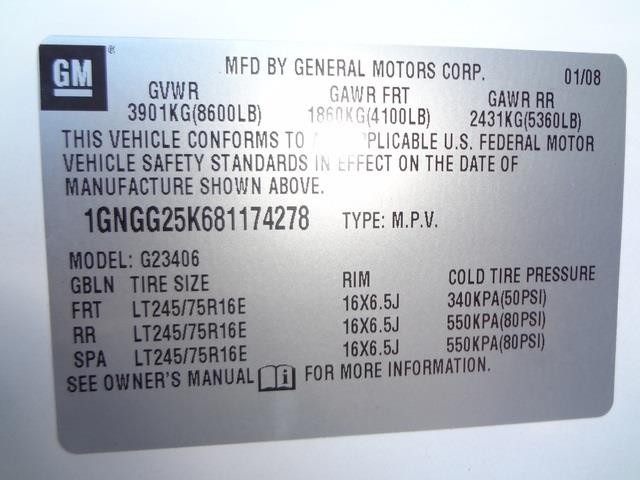 GM ®
MFD BY GENERAL MOTORS CORP. 01/08
GVWR GAWR FRT GAWR RR
3901KG(8600LB) 1860KG(4100LB) 2431KG(5360LB)
THIS VEHICLE CONFORMS TO APPLICABLE U.S. FEDERAL MOTOR
VEHICLE SAFETY STANDARDS IN EFFECT ON THE DATE OF
MANUFACTURE SHOWN ABOVE.
1GNGG25K681174278 TYPE: M.P.V.
MODEL: G23406
GBLN TIRE SIZE RIM COLD TIRE PRESSURE
FRT LT245/75R16E 16X6.5J 340KPA(50PSI)
RR LT245/75R16E 16X6.5J 550KPA(80PSI)
SPA LT245/75R16E 16X6.5J 550KPA(80PSI)
SEE OWNER'S MANUAL i FOR MORE INFORMATION.